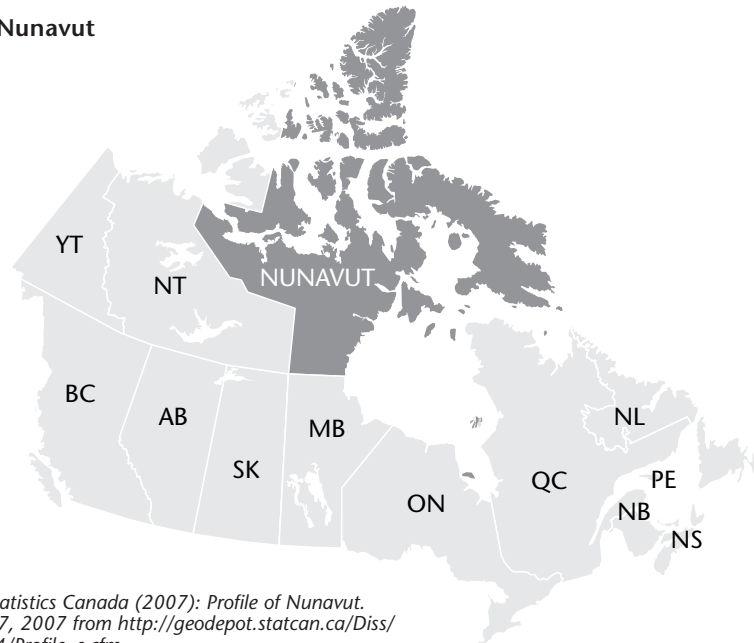 Nunavut
YT
NT
NUNAVUT
BC
AB
SK
MB
ON
QC
NL
PE
NB
NS
atistics Canada (2007): Profile of Nunavut.
7, 2007 from http://geodepot.statcan.ca/Diss/